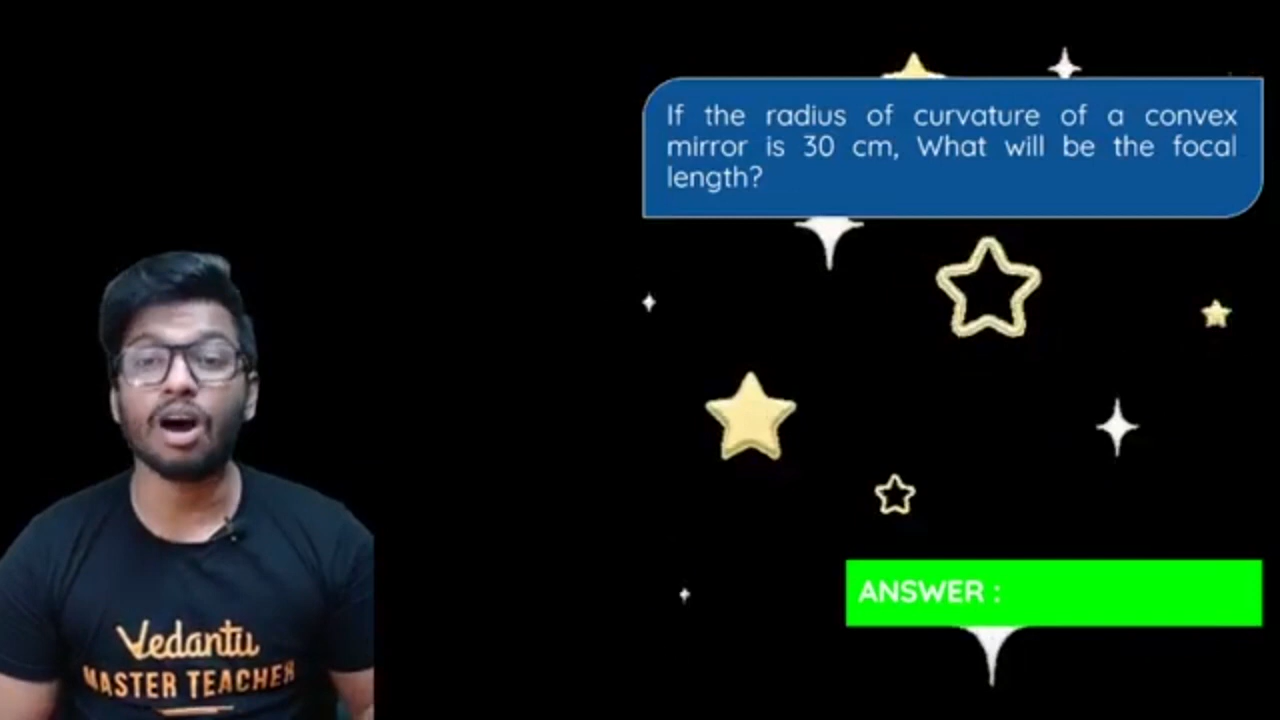 If the radius of curvature of a convex
mirror is 30 cm, What will be the focal
length?
ANSWER :
Vedantu
MASTER TEACHER